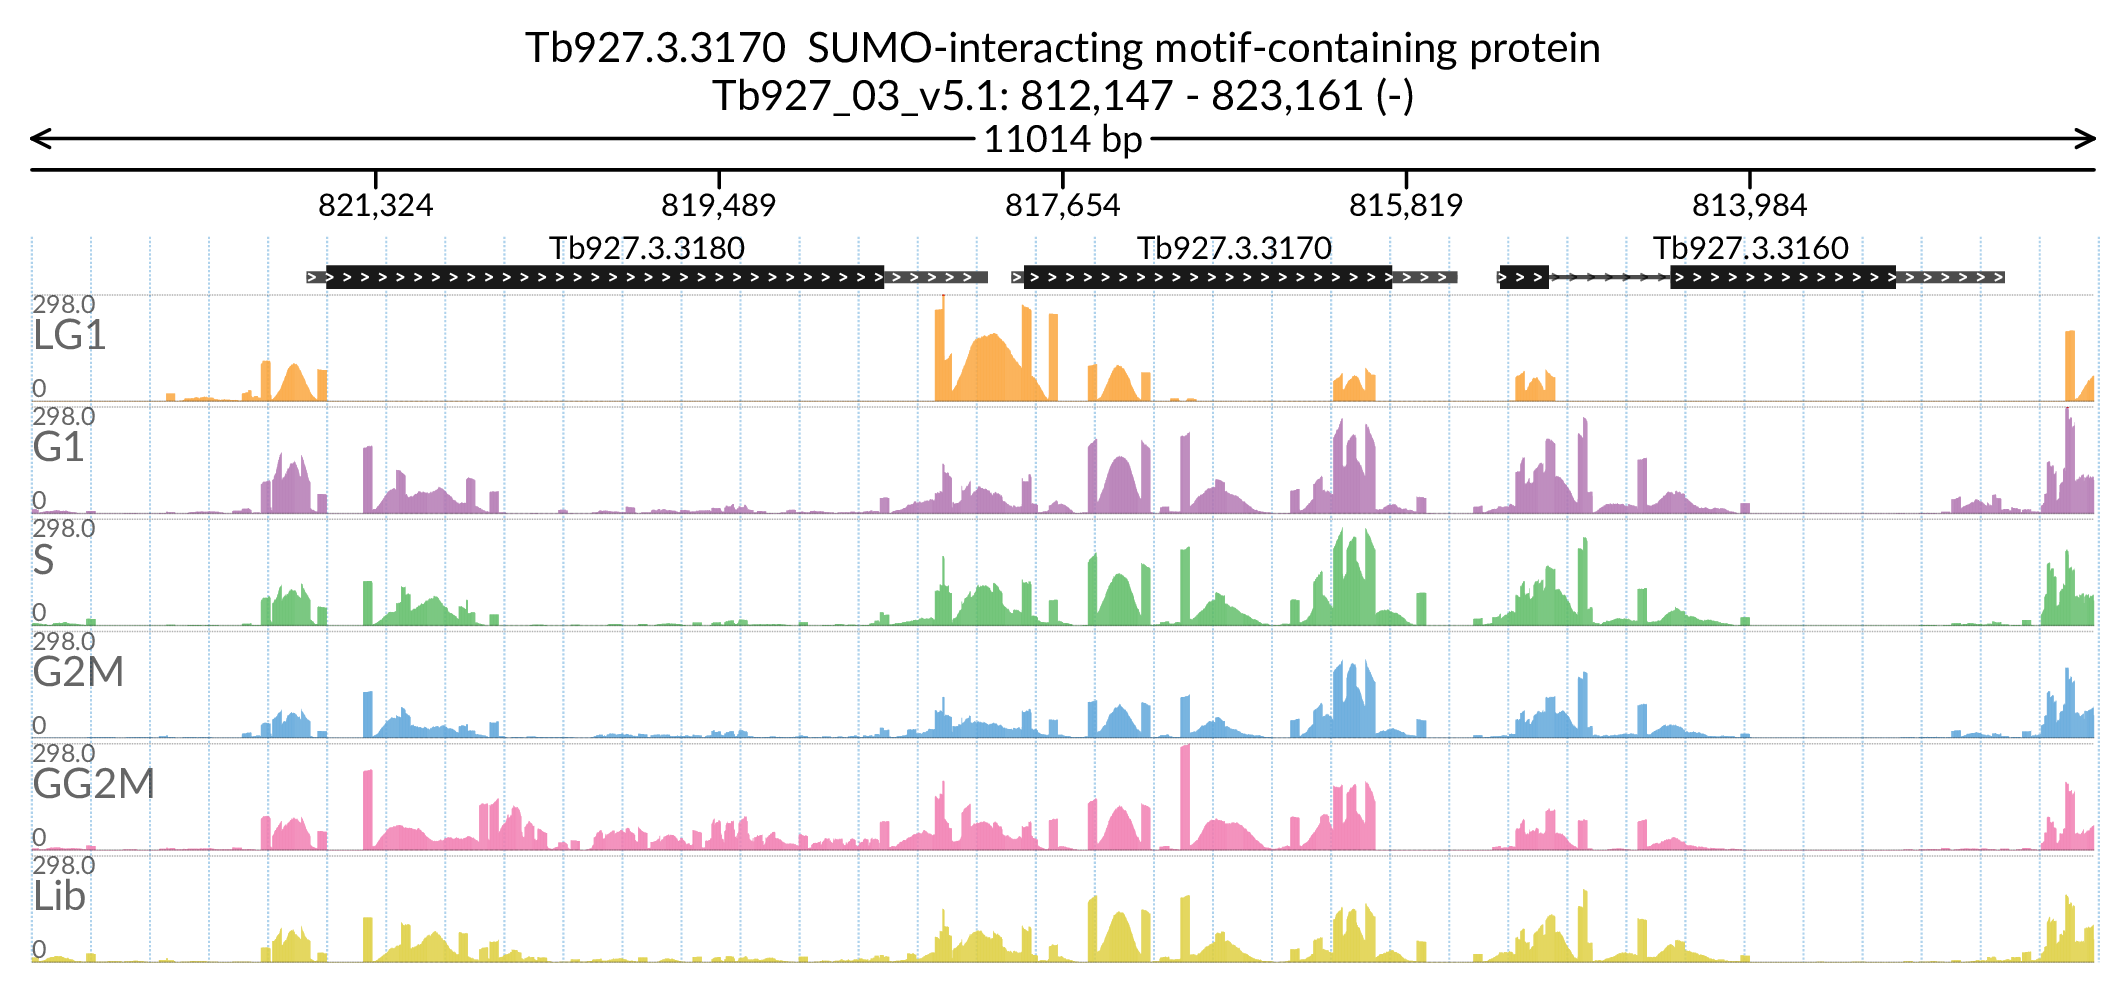 Tb927.3.3170 SUMO-interacting motif-containing protein
Tb927_03_v5.1: 812,147 - 823,161 (-)
11014 bp
821,324 819,489 817,654 815,819 813,984
Tb927.3.3180 Tb927.3.3170 Tb927.3.3160
298.0
LG1
0
298.0
G1
0
298.0
S
0
298.0
G2M
0
298.0
GG2M
0
298.0
Lib
0